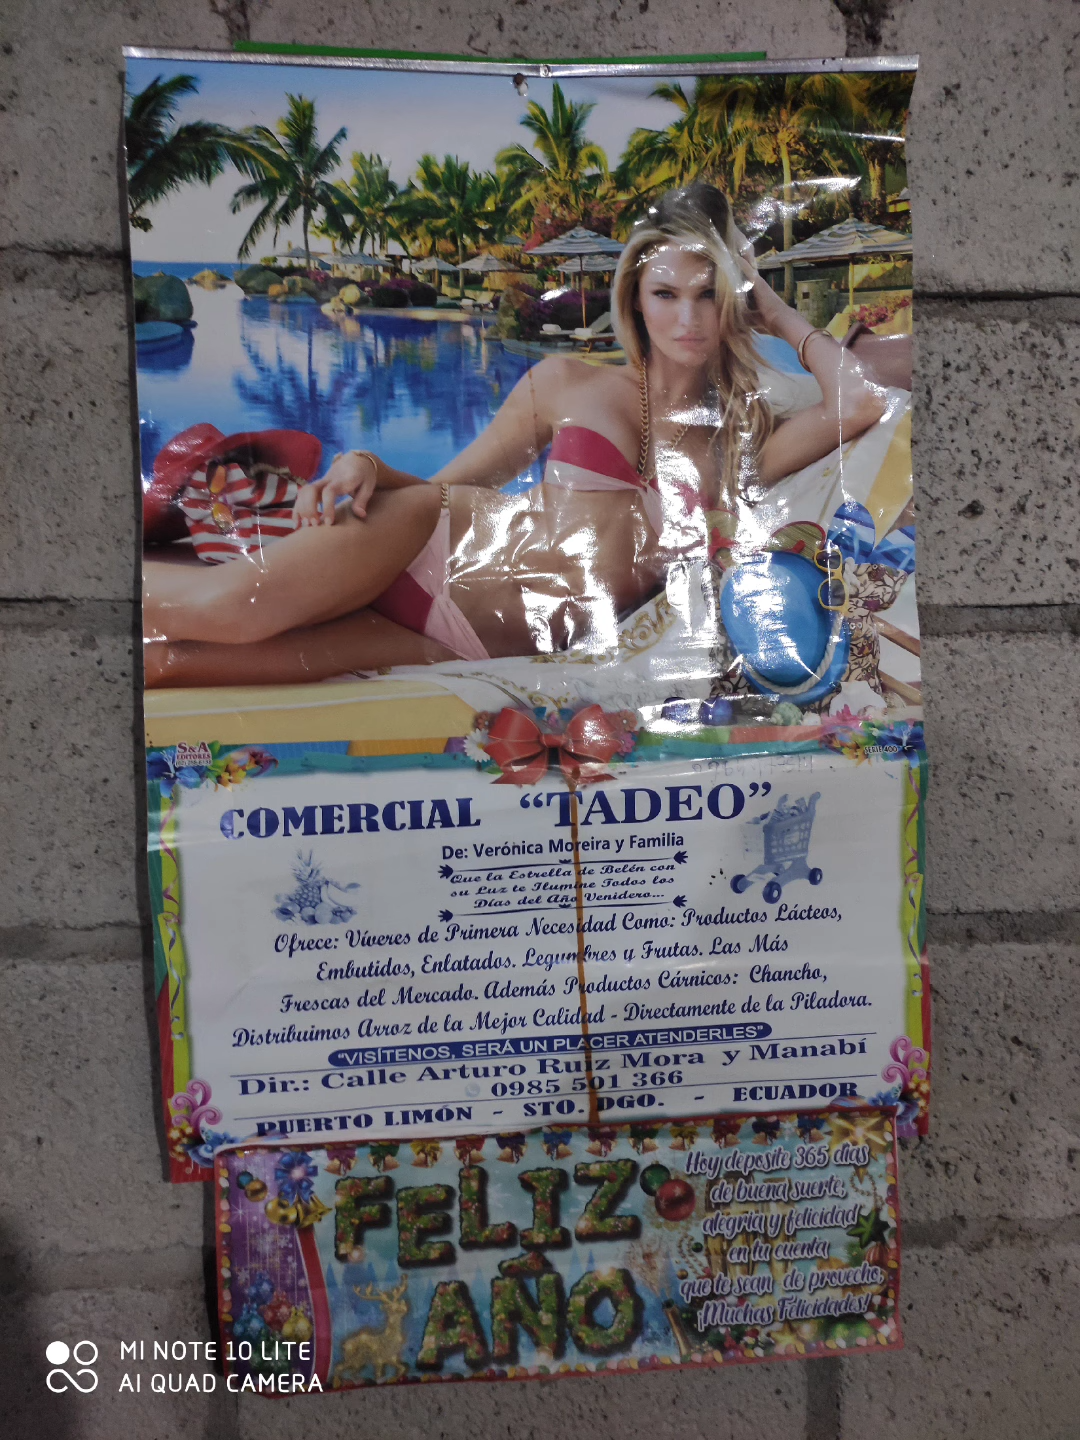 S&A
EDITORES
SERIE 400
COMERCIAL “TADEO”
De: Verónica Moreira y Familia
Que la Estrella de Belén con
su Luz te Ilumine Todos los
Días del Año Venidero...
Ofrece: Víveres de Primera Necesidad Como: Productos Lácteos,
Embutidos, Enlatados. Legumbres y Frutas. Las Más
Frescas del Mercado. Además Productos Cárnicos: Chancho,
Distribuimos Arroz de la Mejor Calidad - Directamente de la Piladora.
“VISÍTENOS, SERÁ UN PLACER ATENDERLES”
Dir.: Calle Arturo Ruiz Mora y Manabí
0985 501 366
PUERTO LIMÓN - STO. DGO. - ECUADOR
FELIZ
AÑO
Hoy deposite 365 días
de buena suerte,
alegría y felicidad
en tu cuenta
que te sean de provecho,
¡Muchas Felicidades!
MI NOTE 10 LITE
AI QUAD CAMERA